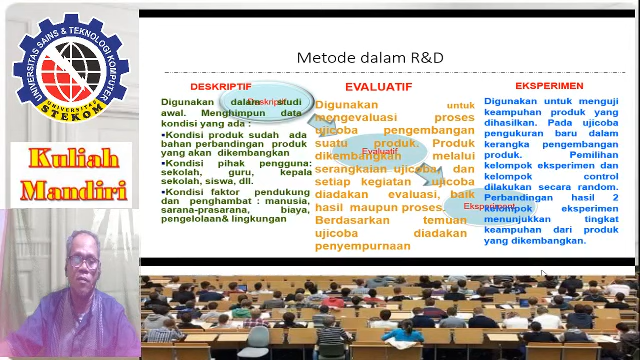 UNIVERSITAS SAINS & TEKNOLOGI KOMPUTER
UNIVERSITAS
STEKOM
Kuliah
Mandiri
Metode dalam R&D
DESKRIPTIF
Digunakan dalam studi
Deskriptif
awal. Menghimpun data
kondisi yang ada :
•Kondisi produk sudah ada
bahan perbandingan produk
yang akan dikembangkan
•Kondisi pihak pengguna:
sekolah, guru, kepala
sekolah, siswa, dll.
•Kondisi faktor pendukung
dan penghambat : manusia,
sarana-prasarana, biaya,
pengelolaan& lingkungan
EVALUATIF
Digunakan untuk
mengevaluasi proses
ujicoba pengembangan
suatu produk. Produk
Evaluatif
dikembangkan melalui
serangkaian ujicoba, dan
setiap kegiatan ujicoba
diadakan evaluasi, baik
hasil maupun proses.
Berdasarkan temuan
ujicoba diadakan
penyempurnaan
EKSPERIMEN
Digunakan untuk menguji
keampuhan produk yang
dihasilkan. Pada ujicoba
pengukuran baru dalam
kerangka pengembangan
produk. Pemilihan
kelompok eksperimen dan
kelompok control
dilakukan secara random.
Perbandingan hasil 2
kelompok eksperimen
Eksperiment
menunjukkan tingkat
keampuhan dari produk
yang dikembangkan.